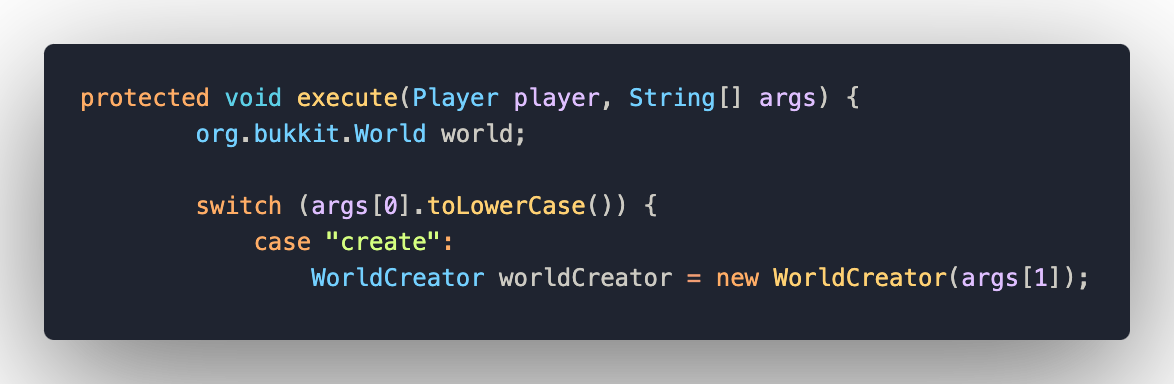 protected void execute(Player player, String[] args) {
        org.bukkit.World world;

        switch (args[0].toLowerCase()) {
            case "create":
                WorldCreator worldCreator = new WorldCreator(args[1]);